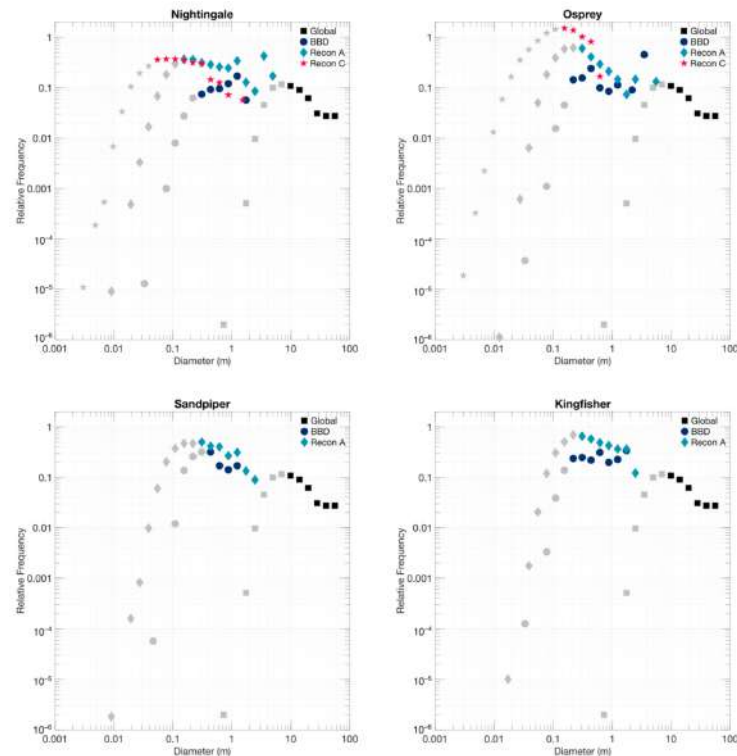 Nightingale
Global
BBD
Recon A
Recon C
1
0.1
0.01
0.001
10⁻⁴
10⁻⁵
10⁻⁶
Relative Frequency
0.001 0.01 0.1 1 10 100
Diameter (m)
Osprey
Global
BBD
Recon A
Recon C
1
0.1
0.01
0.001
10⁻⁴
10⁻⁵
10⁻⁶
Relative Frequency
0.001 0.01 0.1 1 10 100
Diameter (m)
Sandpiper
Global
BBD
Recon A
1
0.1
0.01
0.001
10⁻⁴
10⁻⁵
10⁻⁶
Relative Frequency
0.001 0.01 0.1 1 10 100
Diameter (m)
Kingfisher
Global
BBD
Recon A
1
0.1
0.01
0.001
10⁻⁴
10⁻⁵
10⁻⁶
Relative Frequency
0.001 0.01 0.1 1 10 100
Diameter (m)